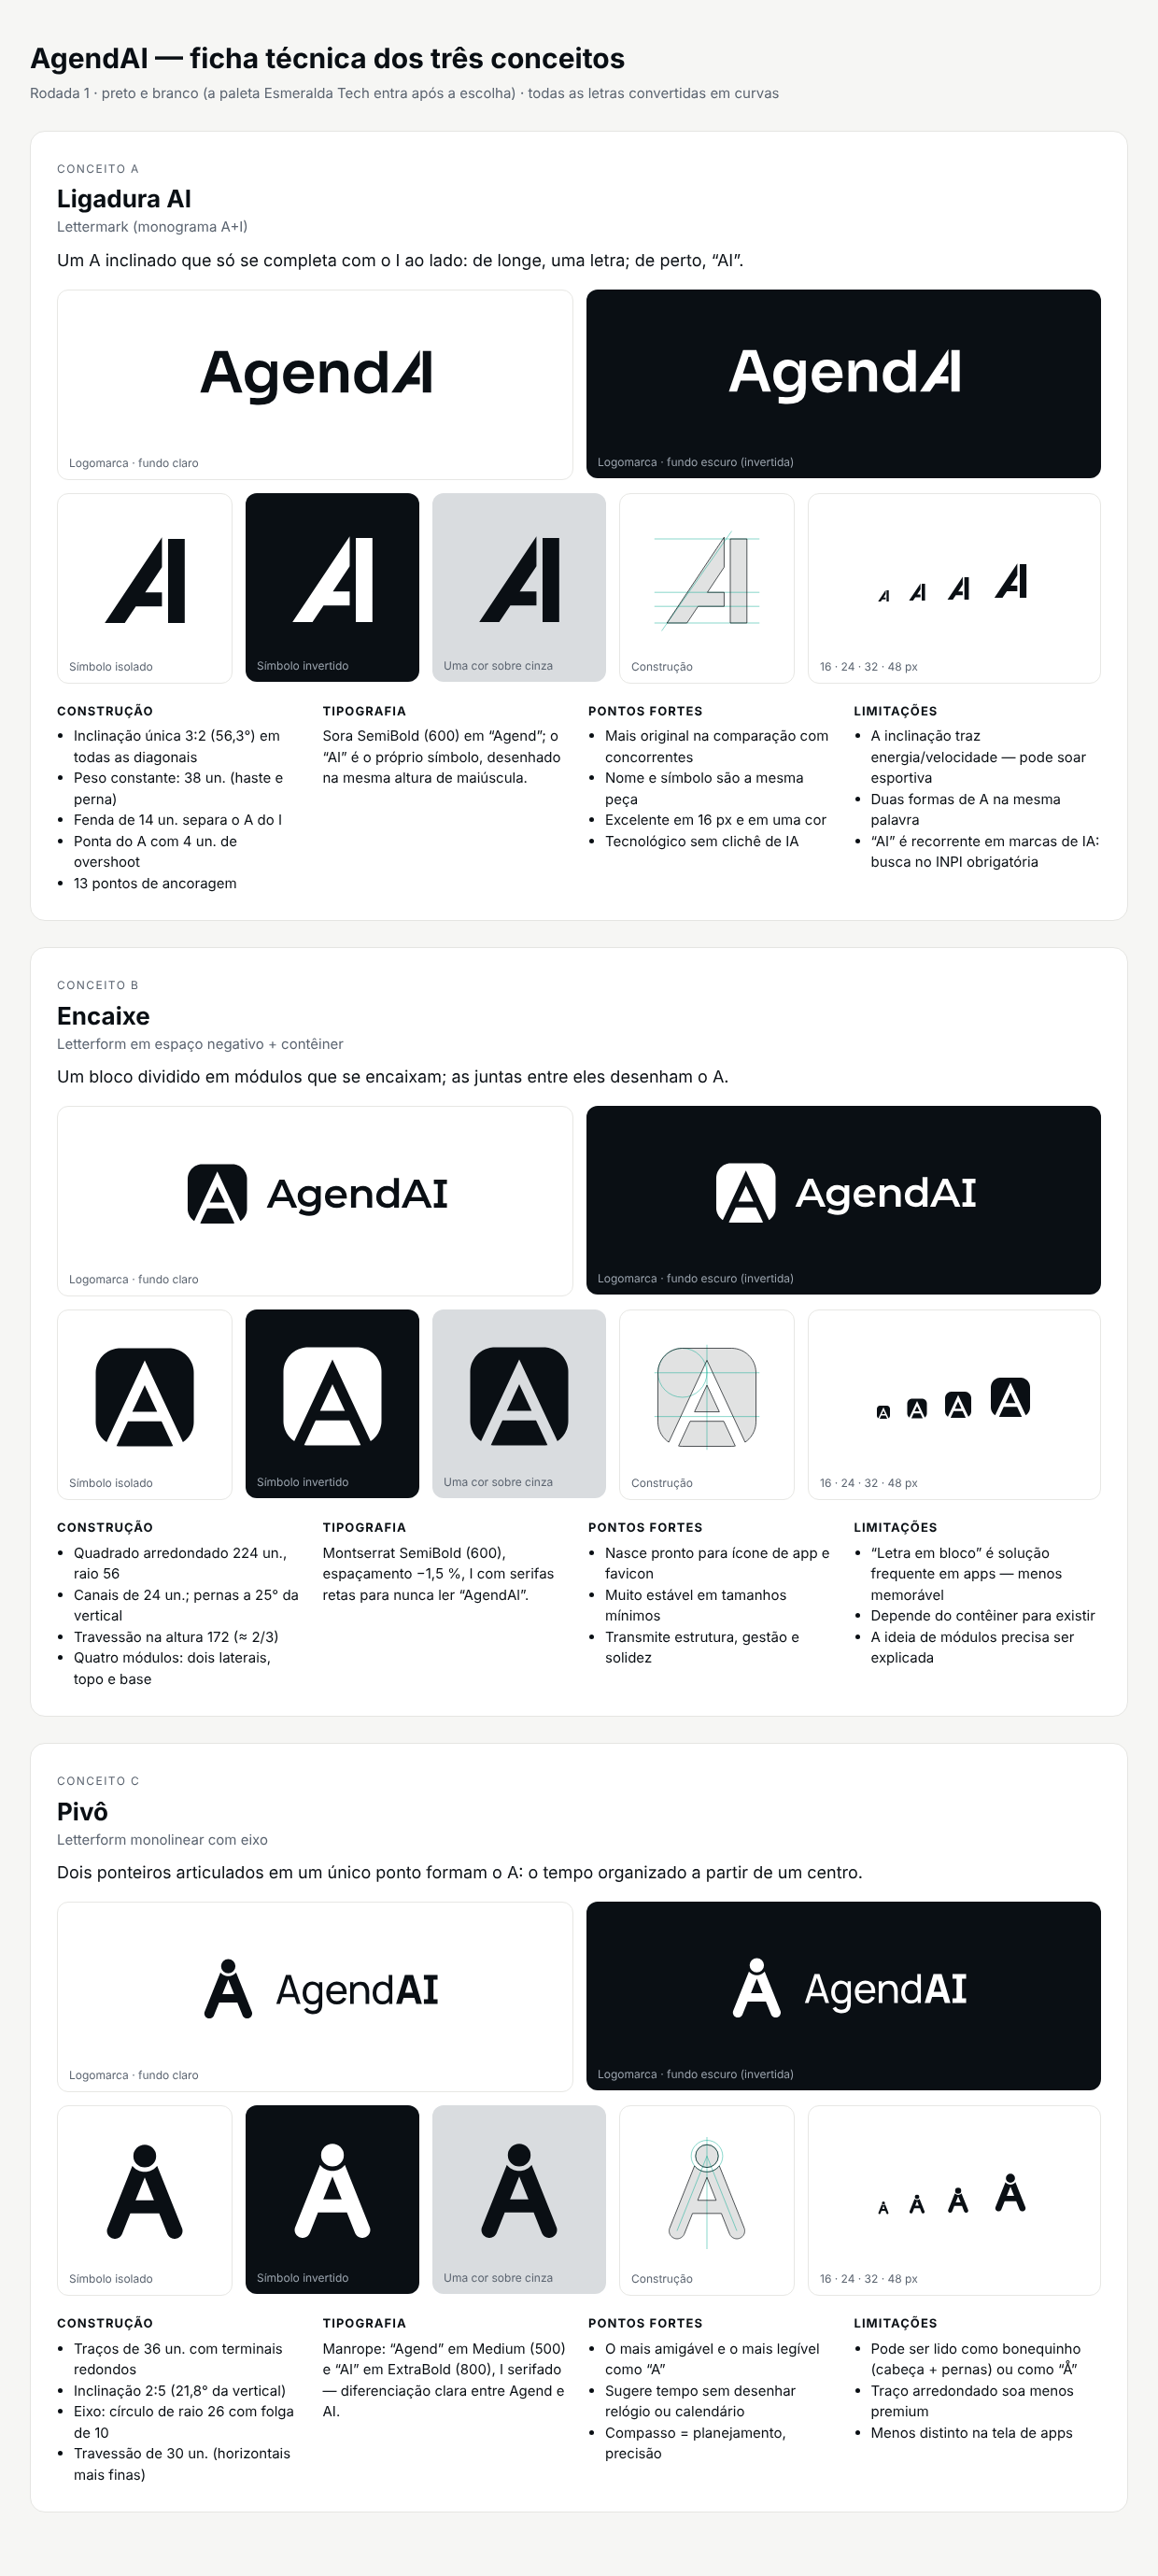 AgendAI — ficha técnica dos três conceitos
Rodada 1 · preto e branco (a paleta Esmeralda Tech entra após a escolha) · todas as letras convertidas em curvas
CONCEITO A
Ligadura AI
Lettermark (monograma A+I)
Um A inclinado que só se completa com o I ao lado: de longe, uma letra; de perto, “AI”.
AgendAI
Logomarca · fundo claro
AgendAI
Logomarca · fundo escuro (invertida)
AI
Símbolo isolado
AI
Símbolo invertido
AI
Uma cor sobre cinza
AI
Construção
AI AI AI AI
16 · 24 · 32 · 48 px
CONSTRUÇÃO
• Inclinação única 3:2 (56,3°) em
todas as diagonais
• Peso constante: 38 un. (haste e
perna)
• Fenda de 14 un. separa o A do I
• Ponta do A com 4 un. de
overshoot
• 13 pontos de ancoragem
TIPOGRAFIA
Sora SemiBold (600) em “Agend”; o
“AI” é o próprio símbolo, desenhado
na mesma altura de maiúscula.
PONTOS FORTES
• Mais original na comparação com
concorrentes
• Nome e símbolo são a mesma
peça
• Excelente em 16 px e em uma cor
• Tecnológico sem clichê de IA
LIMITAÇÕES
• A inclinação traz
energia/velocidade — pode soar
esportiva
• Duas formas de A na mesma
palavra
• “AI” é recorrente em marcas de IA:
busca no INPI obrigatória
CONCEITO B
Encaixe
Letterform em espaço negativo + contêiner
Um bloco dividido em módulos que se encaixam; as juntas entre eles desenham o A.
A AgendAI
Logomarca · fundo claro
A AgendAI
Logomarca · fundo escuro (invertida)
A
Símbolo isolado
A
Símbolo invertido
A
Uma cor sobre cinza
A
Construção
A A A A
16 · 24 · 32 · 48 px
CONSTRUÇÃO
• Quadrado arredondado 224 un.,
raio 56
• Canais de 24 un.; pernas a 25° da
vertical
• Travessão na altura 172 (≈ 2/3)
• Quatro módulos: dois laterais,
topo e base
TIPOGRAFIA
Montserrat SemiBold (600),
espaçamento −1,5 %, I com serifas
retas para nunca ler “AgendAl”.
PONTOS FORTES
• Nasce pronto para ícone de app e
favicon
• Muito estável em tamanhos
mínimos
• Transmite estrutura, gestão e
solidez
LIMITAÇÕES
• “Letra em bloco” é solução
frequente em apps — menos
memorável
• Depende do contêiner para existir
• A ideia de módulos precisa ser
explicada
CONCEITO C
Pivô
Letterform monolinear com eixo
Dois ponteiros articulados em um único ponto formam o A: o tempo organizado a partir de um centro.
A AgendAI
Logomarca · fundo claro
A AgendAI
Logomarca · fundo escuro (invertida)
A
Símbolo isolado
A
Símbolo invertido
A
Uma cor sobre cinza
A
Construção
A A A A
16 · 24 · 32 · 48 px
CONSTRUÇÃO
• Traços de 36 un. com terminais
redondos
• Inclinação 2:5 (21,8° da vertical)
• Eixo: círculo de raio 26 com folga
de 10
• Travessão de 30 un. (horizontais
mais finas)
TIPOGRAFIA
Manrope: “Agend” em Medium (500)
e “AI” em ExtraBold (800), I serifado
— diferenciação clara entre Agend e
AI.
PONTOS FORTES
• O mais amigável e o mais legível
como “A”
• Sugere tempo sem desenhar
relógio ou calendário
• Compasso = planejamento,
precisão
LIMITAÇÕES
• Pode ser lido como bonequinho
(cabeça + pernas) ou como “Å”
• Traço arredondado soa menos
premium
• Menos distinto na tela de apps